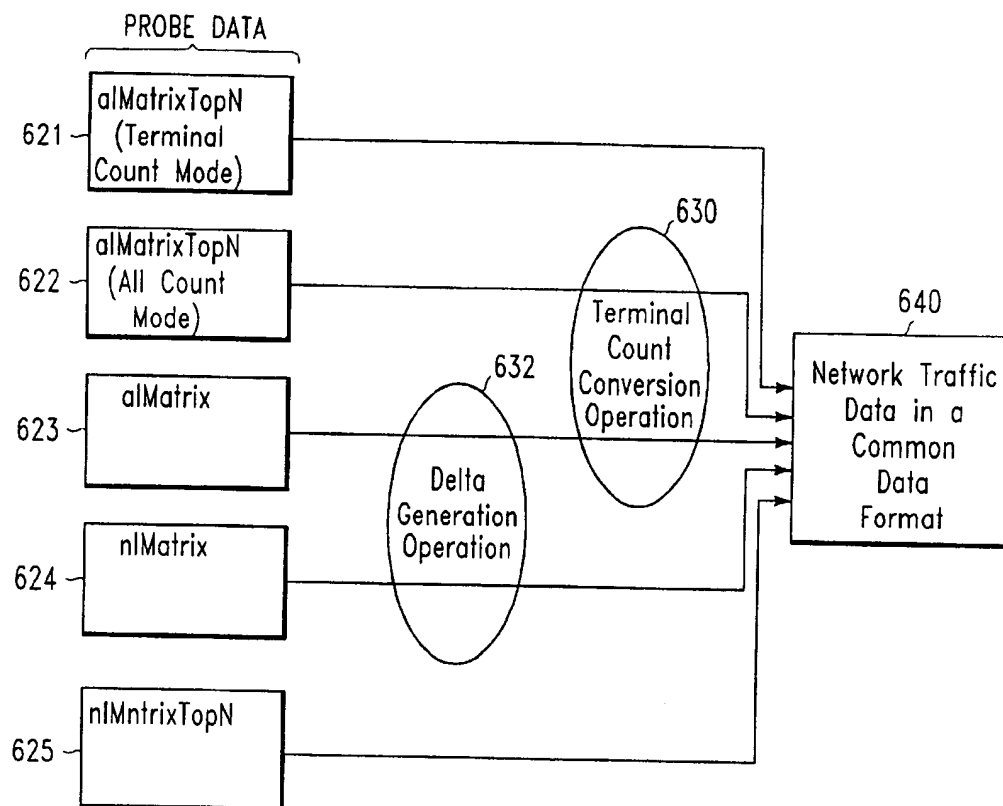 PROBE DATA
621
alMatrixTopN
(Terminal
Count Mode)
622
alMatrixTopN
(All Count
Mode)
630
Terminal
Count
Conversion
Operation
640
Network Traffic
Data in a
Common
Data
Format
623
alMatrix
632
Delta
Generation
Operation
624
nlMatrix
625
nlMntrixTopN